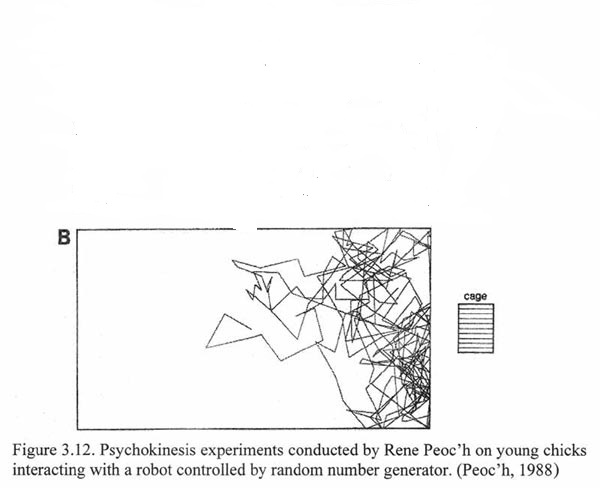 B
cage
Figure 3.12. Psychokinesis experiments conducted by Rene Peoc'h on young chicks
interacting with a robot controlled by random number generator. (Peoc'h, 1988)